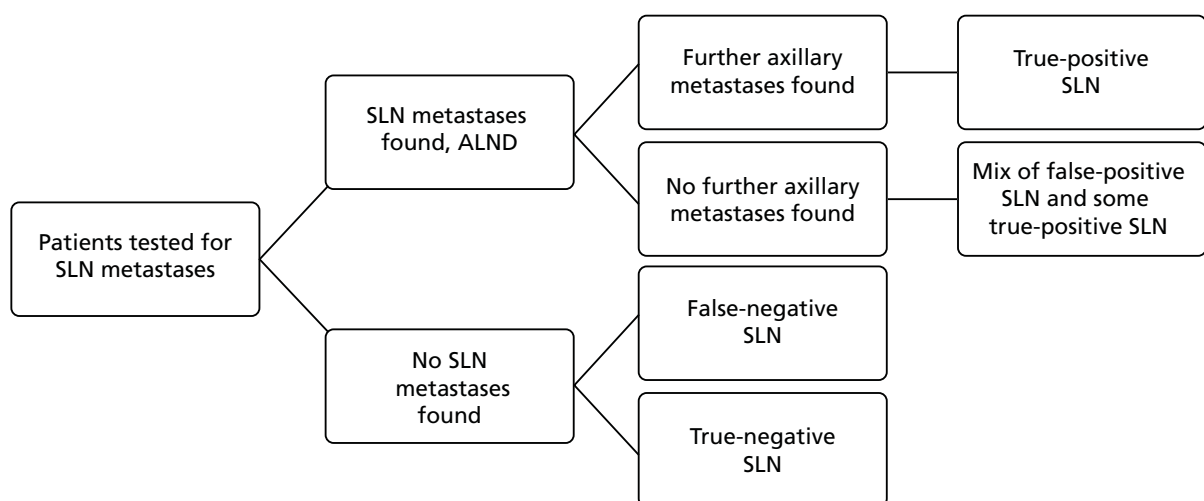 Patients tested for
SLN metastases
SLN metastases
found, ALND
No SLN
metastases
found
Further axillary
metastases found
No further axillary
metastases found
False-negative
SLN
True-negative
SLN
True-positive
SLN
Mix of false-positive
SLN and some
true-positive SLN